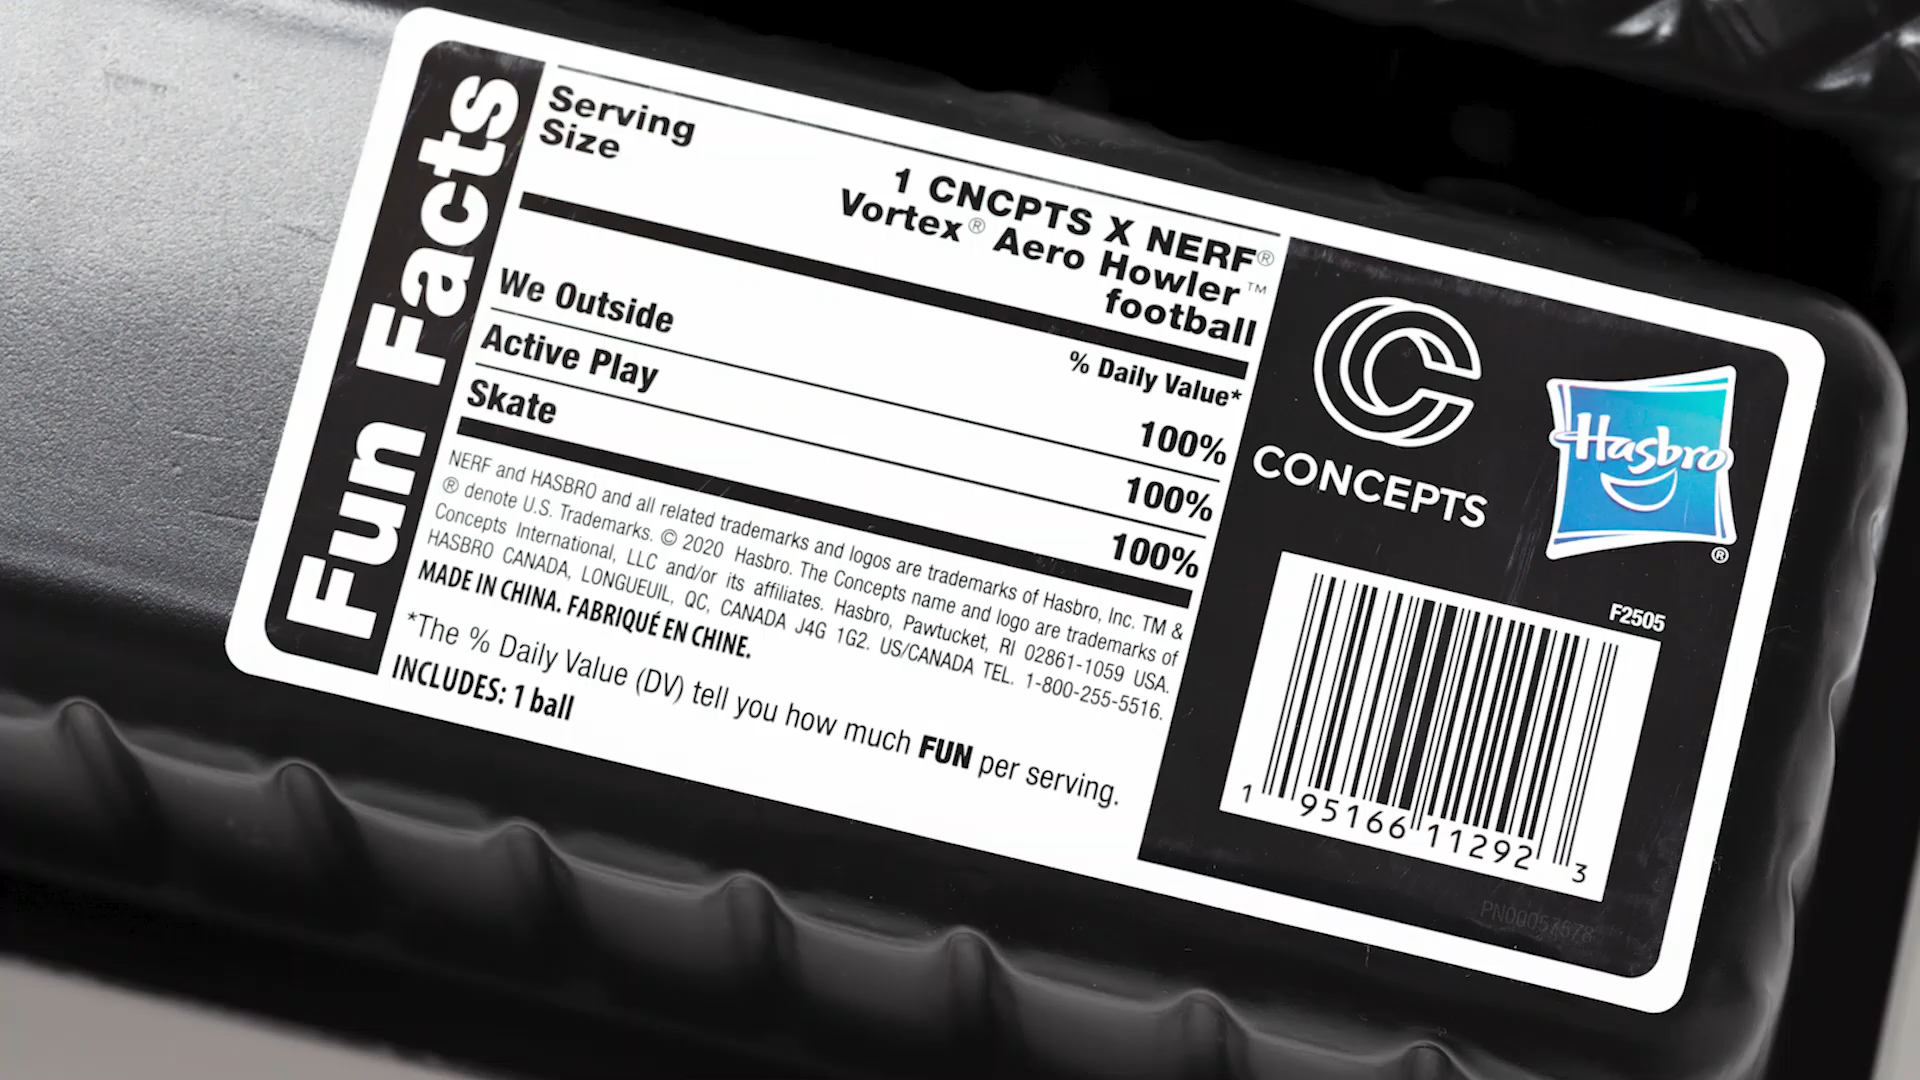 Fun Facts
Serving
Size
1 CNCPTS X NERF®
Vortex® Aero Howler™
football
% Daily Value*
We Outside 100%
Active Play 100%
Skate 100%
NERF and HASBRO and all related trademarks and logos are trademarks of Hasbro, Inc. TM &
® denote U.S. Trademarks. © 2020 Hasbro. The Concepts name and logo are trademarks of
Concepts International, LLC and/or its affiliates. Hasbro, Pawtucket, RI 02861-1059 USA.
HASBRO CANADA, LONGUEUIL, QC, CANADA J4G 1G2. US/CANADA TEL. 1-800-255-5516.
MADE IN CHINA. FABRIQUÉ EN CHINE.
*The % Daily Value (DV) tell you how much FUN per serving.
INCLUDES: 1 ball
CONCEPTS
Hasbro
®
F2505
1 95166 11292 3
PN00057578